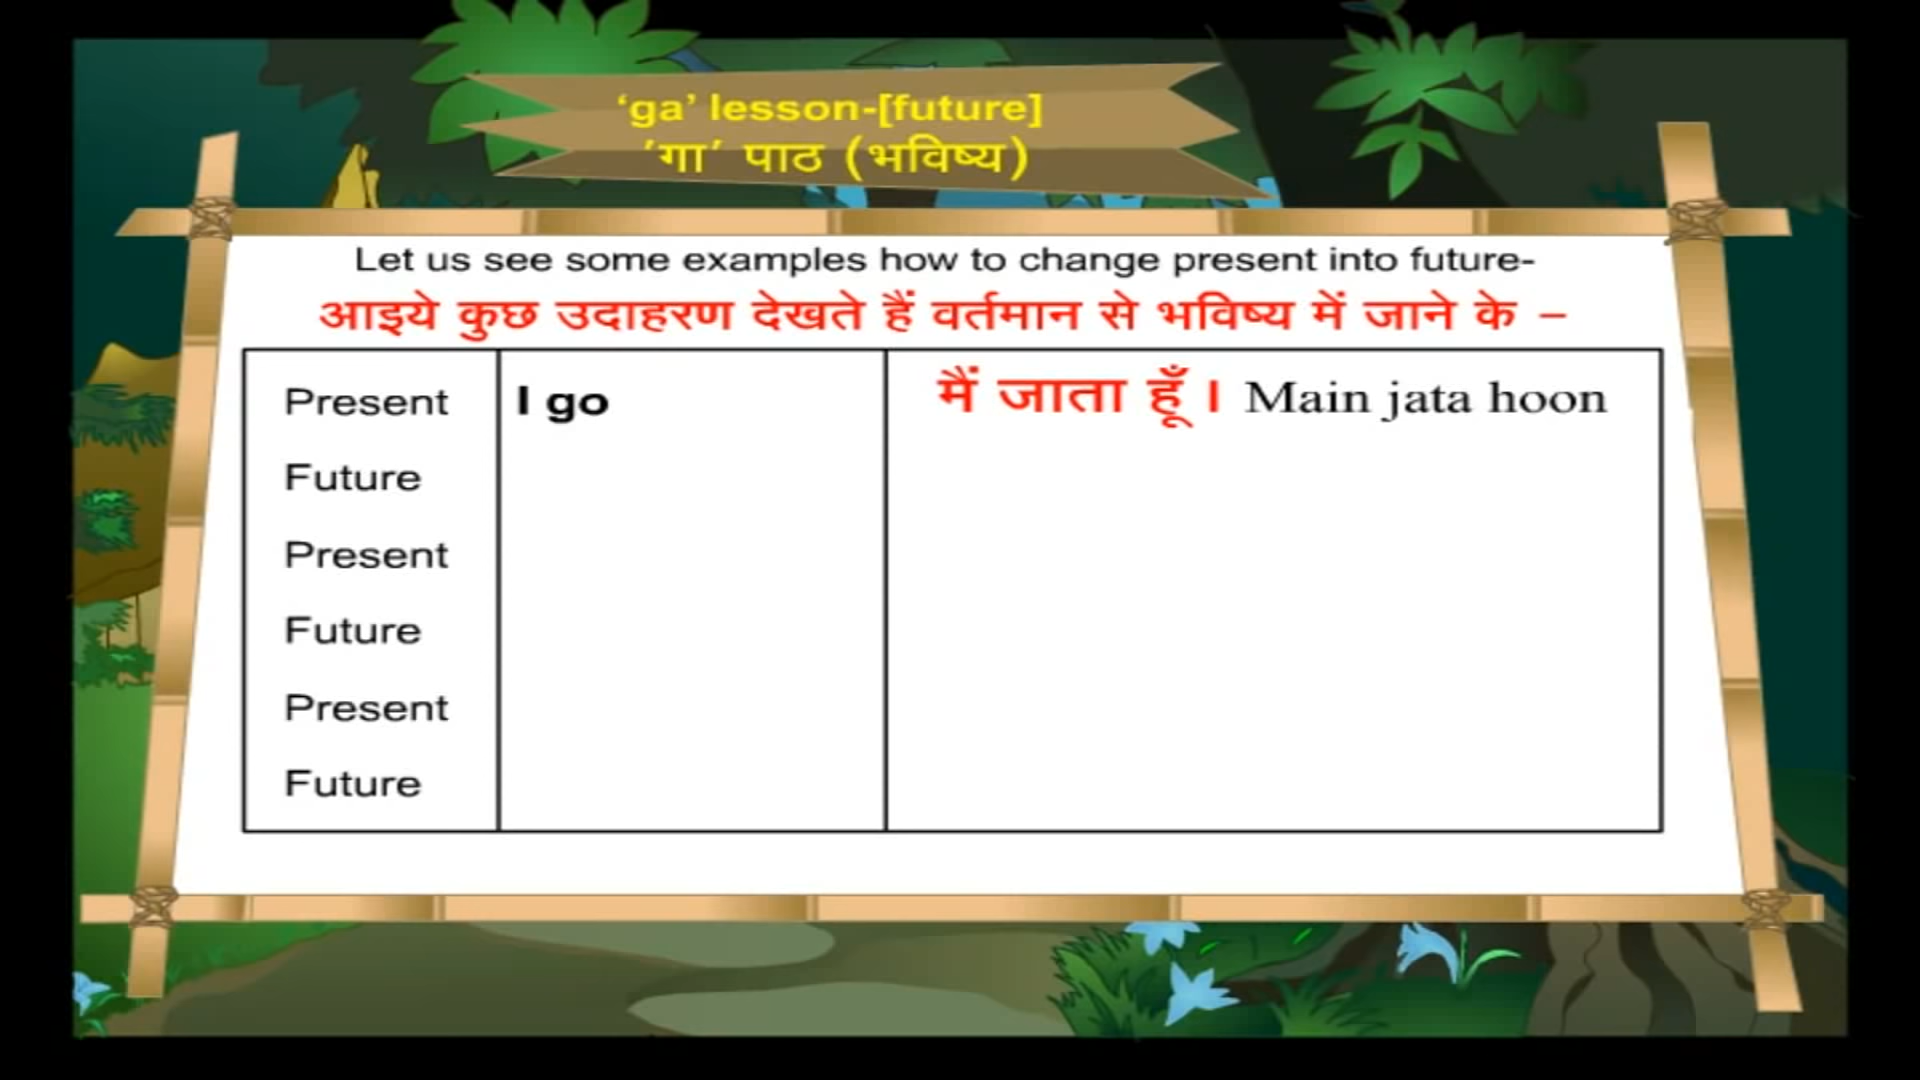 ‘ga’ lesson-[future]
′गा′ पाठ (भविष्य)
Let us see some examples how to change present into future-
आइये कुछ उदाहरण देखते हैं वर्तमान से भविष्य में जाने के –
Present I go मैं जाता हूँ । Main jata hoon
Future
Present
Future
Present
Future